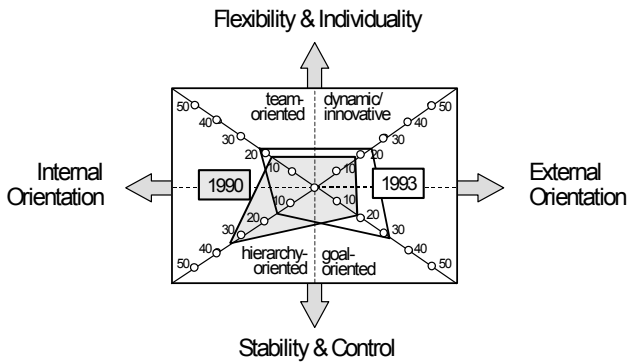 Flexibility & Individuality
team-
oriented
dynamic/
innovative
50
40
30
20
10
50
40
30
20
10
Internal
Orientation
1990
1993
External
Orientation
10
20
30
40
50
10
20
30
40
50
hierarchy-
oriented
goal-
oriented
Stability & Control